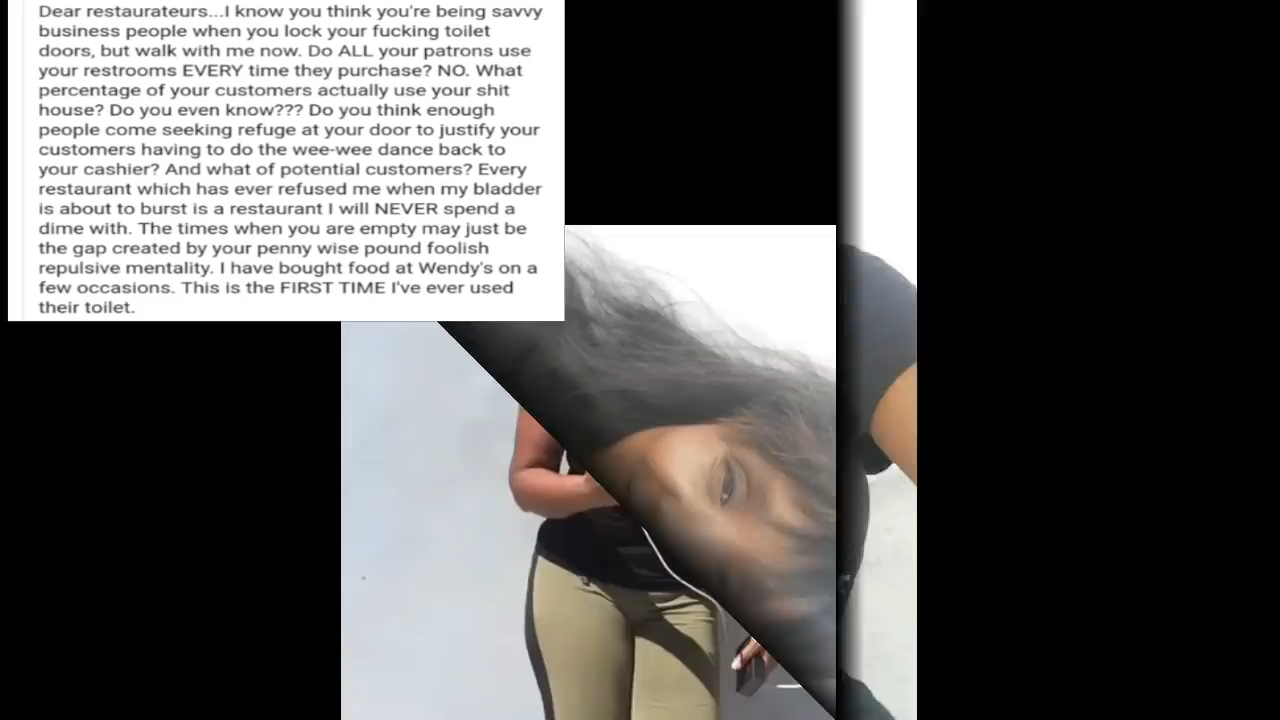 Dear restaurateurs...I know you think you're being savvy
business people when you lock your fucking toilet
doors, but walk with me now. Do ALL your patrons use
your restrooms EVERY time they purchase? NO. What
percentage of your customers actually use your shit
house? Do you even know??? Do you think enough
people come seeking refuge at your door to justify your
customers having to do the wee-wee dance back to
your cashier? And what of potential customers? Every
restaurant which has ever refused me when my bladder
is about to burst is a restaurant I will NEVER spend a
dime with. The times when you are empty may just be
the gap created by your penny wise pound foolish
repulsive mentality. I have bought food at Wendy's on a
few occasions. This is the FIRST TIME I've ever used
their toilet.